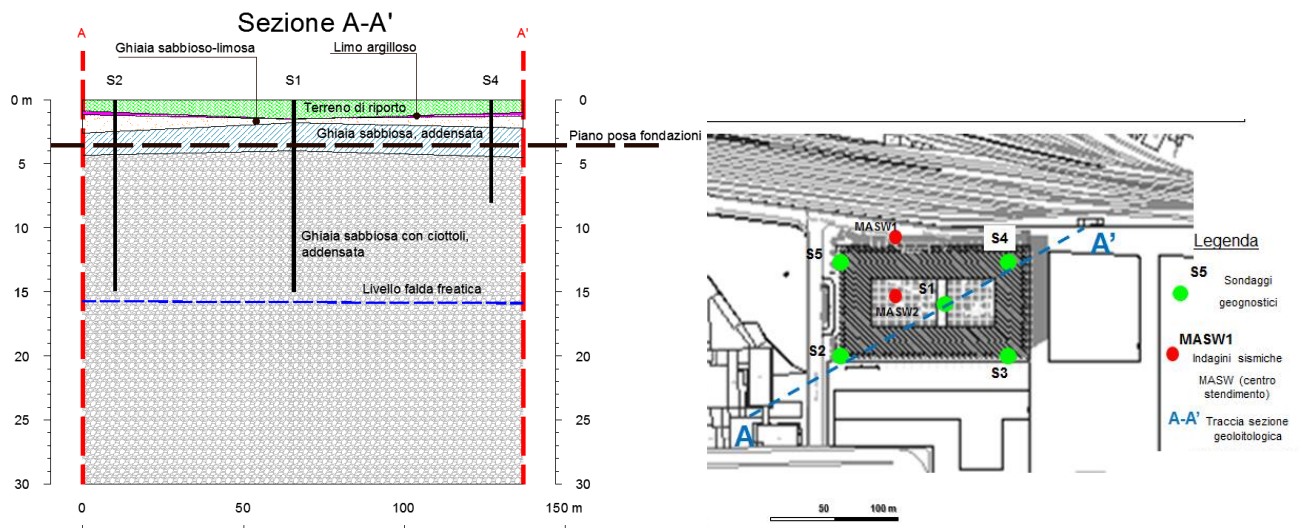 Sezione A-A'
A
A'
Ghiaia sabbioso-limosa
Limo argilloso
S2
S1
S4
0 m
0
Terreno di riporto
Ghiaia sabbiosa, addensata
Piano posa fondazioni
5
5
10
10
Ghiaia sabbiosa con ciottoli,
addensata
Livello falda freatica
15
15
20
20
25
25
30
30
0
50
100
150 m
MASW1
S4
S5
A'
S1
MASW2
S2
S3
A
50
100 m
Legenda
S5
Sondaggi
geognostici
MASW1
Indagini sismiche
MASW (centro
stendimento)
A-A' Traccia sezione
geoloitologica